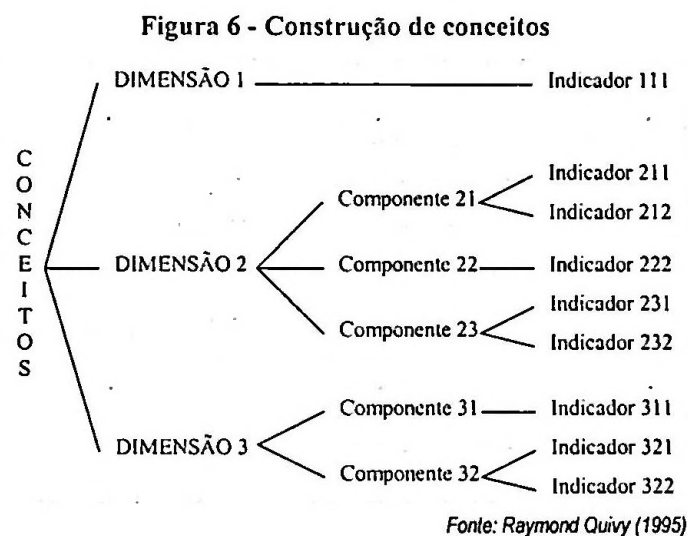 Figura 6 - Construção de conceitos
CONCEITOS
DIMENSÃO 1 Indicador 111
Indicador 211
Componente 21
Indicador 212
DIMENSÃO 2 Componente 22 Indicador 222
Indicador 231
Componente 23
Indicador 232
Componente 31 Indicador 311
DIMENSÃO 3
Indicador 321
Componente 32
Indicador 322
Fonte: Raymond Quivy (1995)